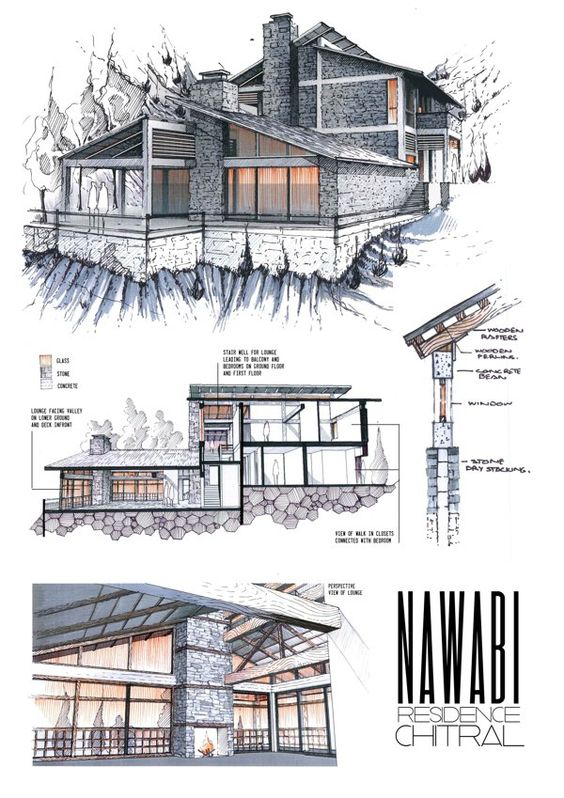 WOODEN
RAFTERS
WOODEN
PERLING.
CONCRETE
BEAM
WINDOW
STONE
DRY STOCKING.
GLASS
STONE
CONCRETE
STAIR WELL FOR LOUNGE
LEADING TO BALCONY AND
BEDROOMS ON GROUND FLOOR
AND FIRST FLOOR
LOUNGE FACING VALLEY
ON LOWER GROUND
AND DECK INFRONT
VIEW OF WALK IN CLOSETS
CONNECTED WITH BEDROOM
PERSPECTIVE
VIEW OF LOUNGE
NAWABI
RESIDENCE
CHITRAL